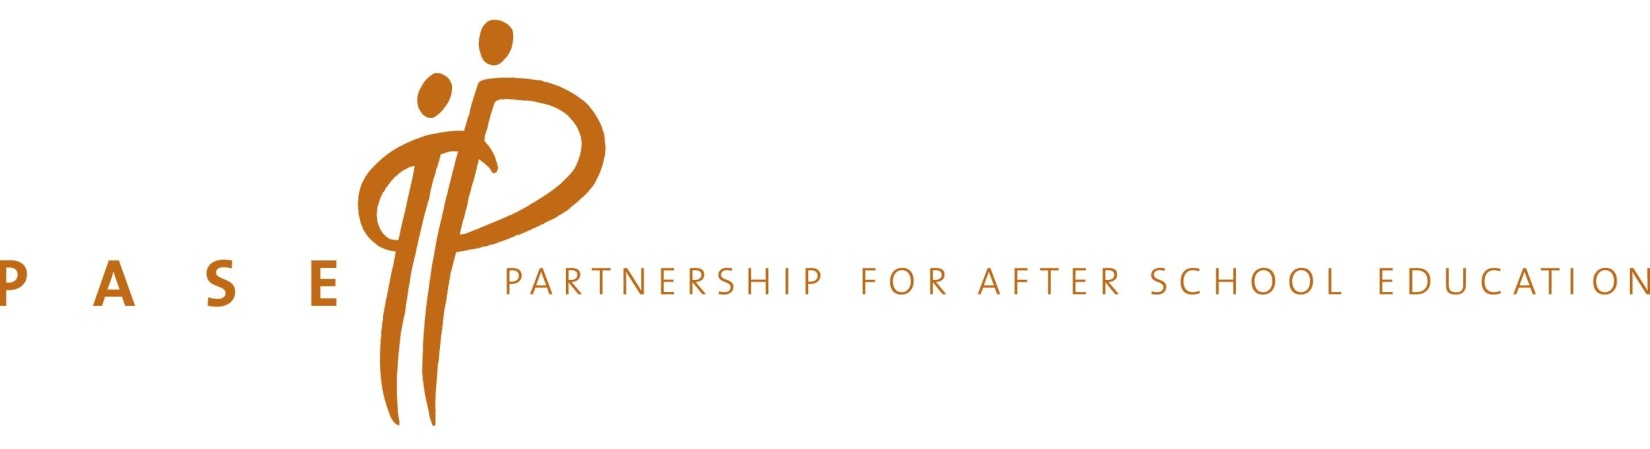 PASE PARTNERSHIP FOR AFTER SCHOOL EDUCATION